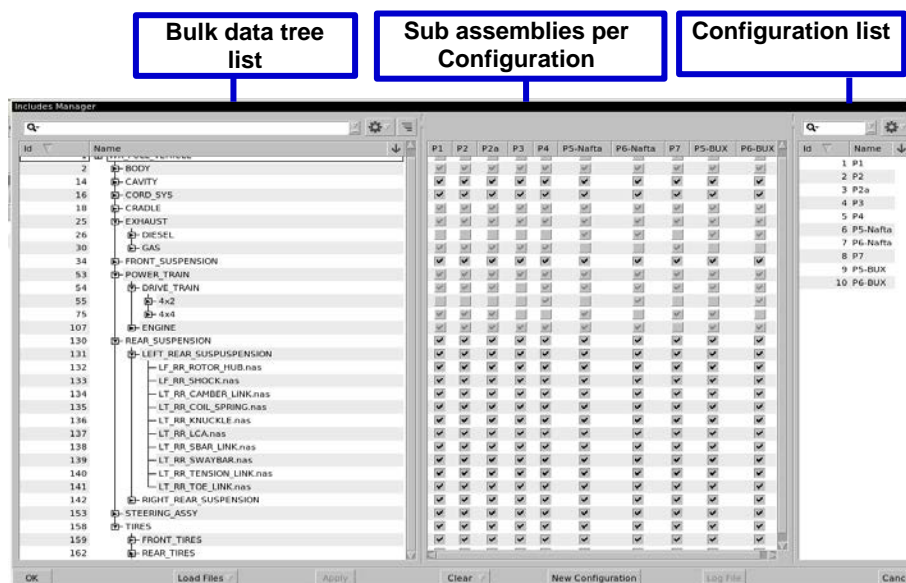 Bulk data tree
list
Sub assemblies per
Configuration
Configuration list
Includes Manager
Id Name P1 P2 P2a P3 P4 P5-Nafta P6-Nafta P7 P5-BUX P6-BUX Id Name
2 BODY
14 CAVITY
16 CORD_SYS
18 CRADLE
25 EXHAUST
26 DIESEL
30 GAS
34 FRONT_SUSPENSION
53 POWER_TRAIN
54 DRIVE_TRAIN
55 4x2
75 4x4
107 ENGINE
130 REAR_SUSPENSION
131 LEFT_REAR_SUSPUSPENSION
132 LF_RR_ROTOR_HUB.nas
133 LF_RR_SHOCK.nas
134 LT_RR_CAMBER_LINK.nas
135 LT_RR_COIL_SPRING.nas
136 LT_RR_KNUCKLE.nas
137 LT_RR_LCA.nas
138 LT_RR_SBAR_LINK.nas
139 LT_RR_SWAYBAR.nas
140 LT_RR_TENSION_LINK.nas
141 LT_RR_TOE_LINK.nas
142 RIGHT_REAR_SUSPENSION
153 STEERING_ASSY
158 TIRES
159 FRONT_TIRES
162 REAR_TIRES
1 P1
2 P2
3 P2a
4 P3
5 P4
6 P5-Nafta
7 P6-Nafta
8 P7
9 P5-BUX
10 P6-BUX
OK Load Files Apply Clear New Configuration Log File Canc